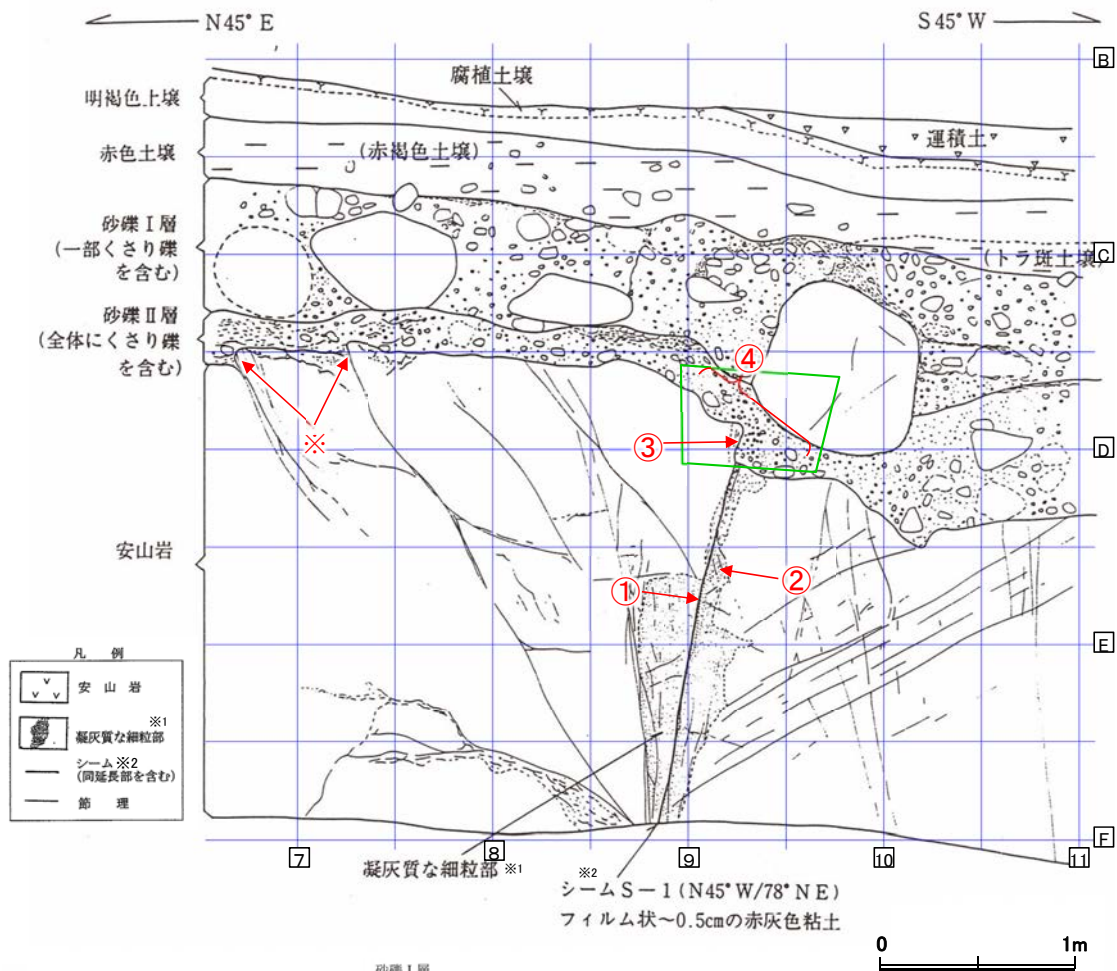 N45°E
S45°W
B
腐植土壌
明褐色土壌
運積土
赤色土壌
(赤褐色土壌)
砂礫Ⅰ層
(一部くさり礫
を含む)
C
(トラ斑土壌)
砂礫Ⅱ層
(全体にくさり礫
を含む)
④
※
③
D
安山岩
①
②
E
凡 例
安 山 岩
凝灰質な細粒部 ※1
シーム ※2
(同延長部を含む)
節 理
F
7
8
9
10
11
凝灰質な細粒部 ※1
※2
シームS-1(N45°W/78°NE)
フィルム状~0.5cmの赤灰色粘土
0
1m
砂礫Ⅰ層